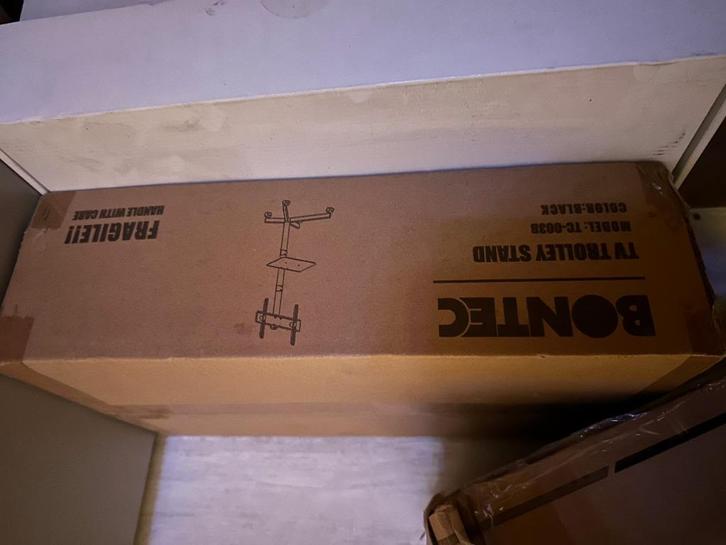 BONTEC
TV TROLLEY STAND
MODEL: TC-003B
COLOR:BLACK
FRAGILE!!
HANDLE WITH CARE